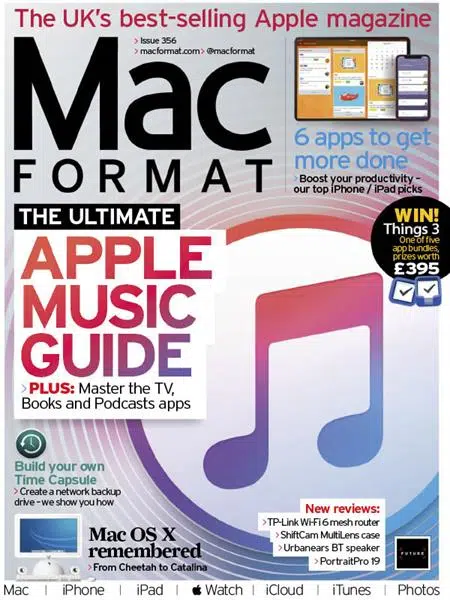 The UK's best-selling Apple magazine
> Issue 356
> macformat.com > @macformat
Mac
FORMAT
6 apps to get
more done
> Boost your productivity –
our top iPhone / iPad picks
THE ULTIMATE
APPLE
MUSIC
GUIDE
> PLUS: Master the TV,
Books and Podcasts apps
WIN!
Things 3
One of five
app bundles,
prizes worth
£395
Build your own
Time Capsule
> Create a network backup
drive – we show you how
Mac OS X
remembered
> From Cheetah to Catalina
New reviews:
> TP-Link Wi-Fi 6 mesh router
> ShiftCam MultiLens case
> Urbanears BT speaker
> PortraitPro 19
FUTURE
Mac | iPhone | iPad | Watch | iCloud | iTunes | Photos